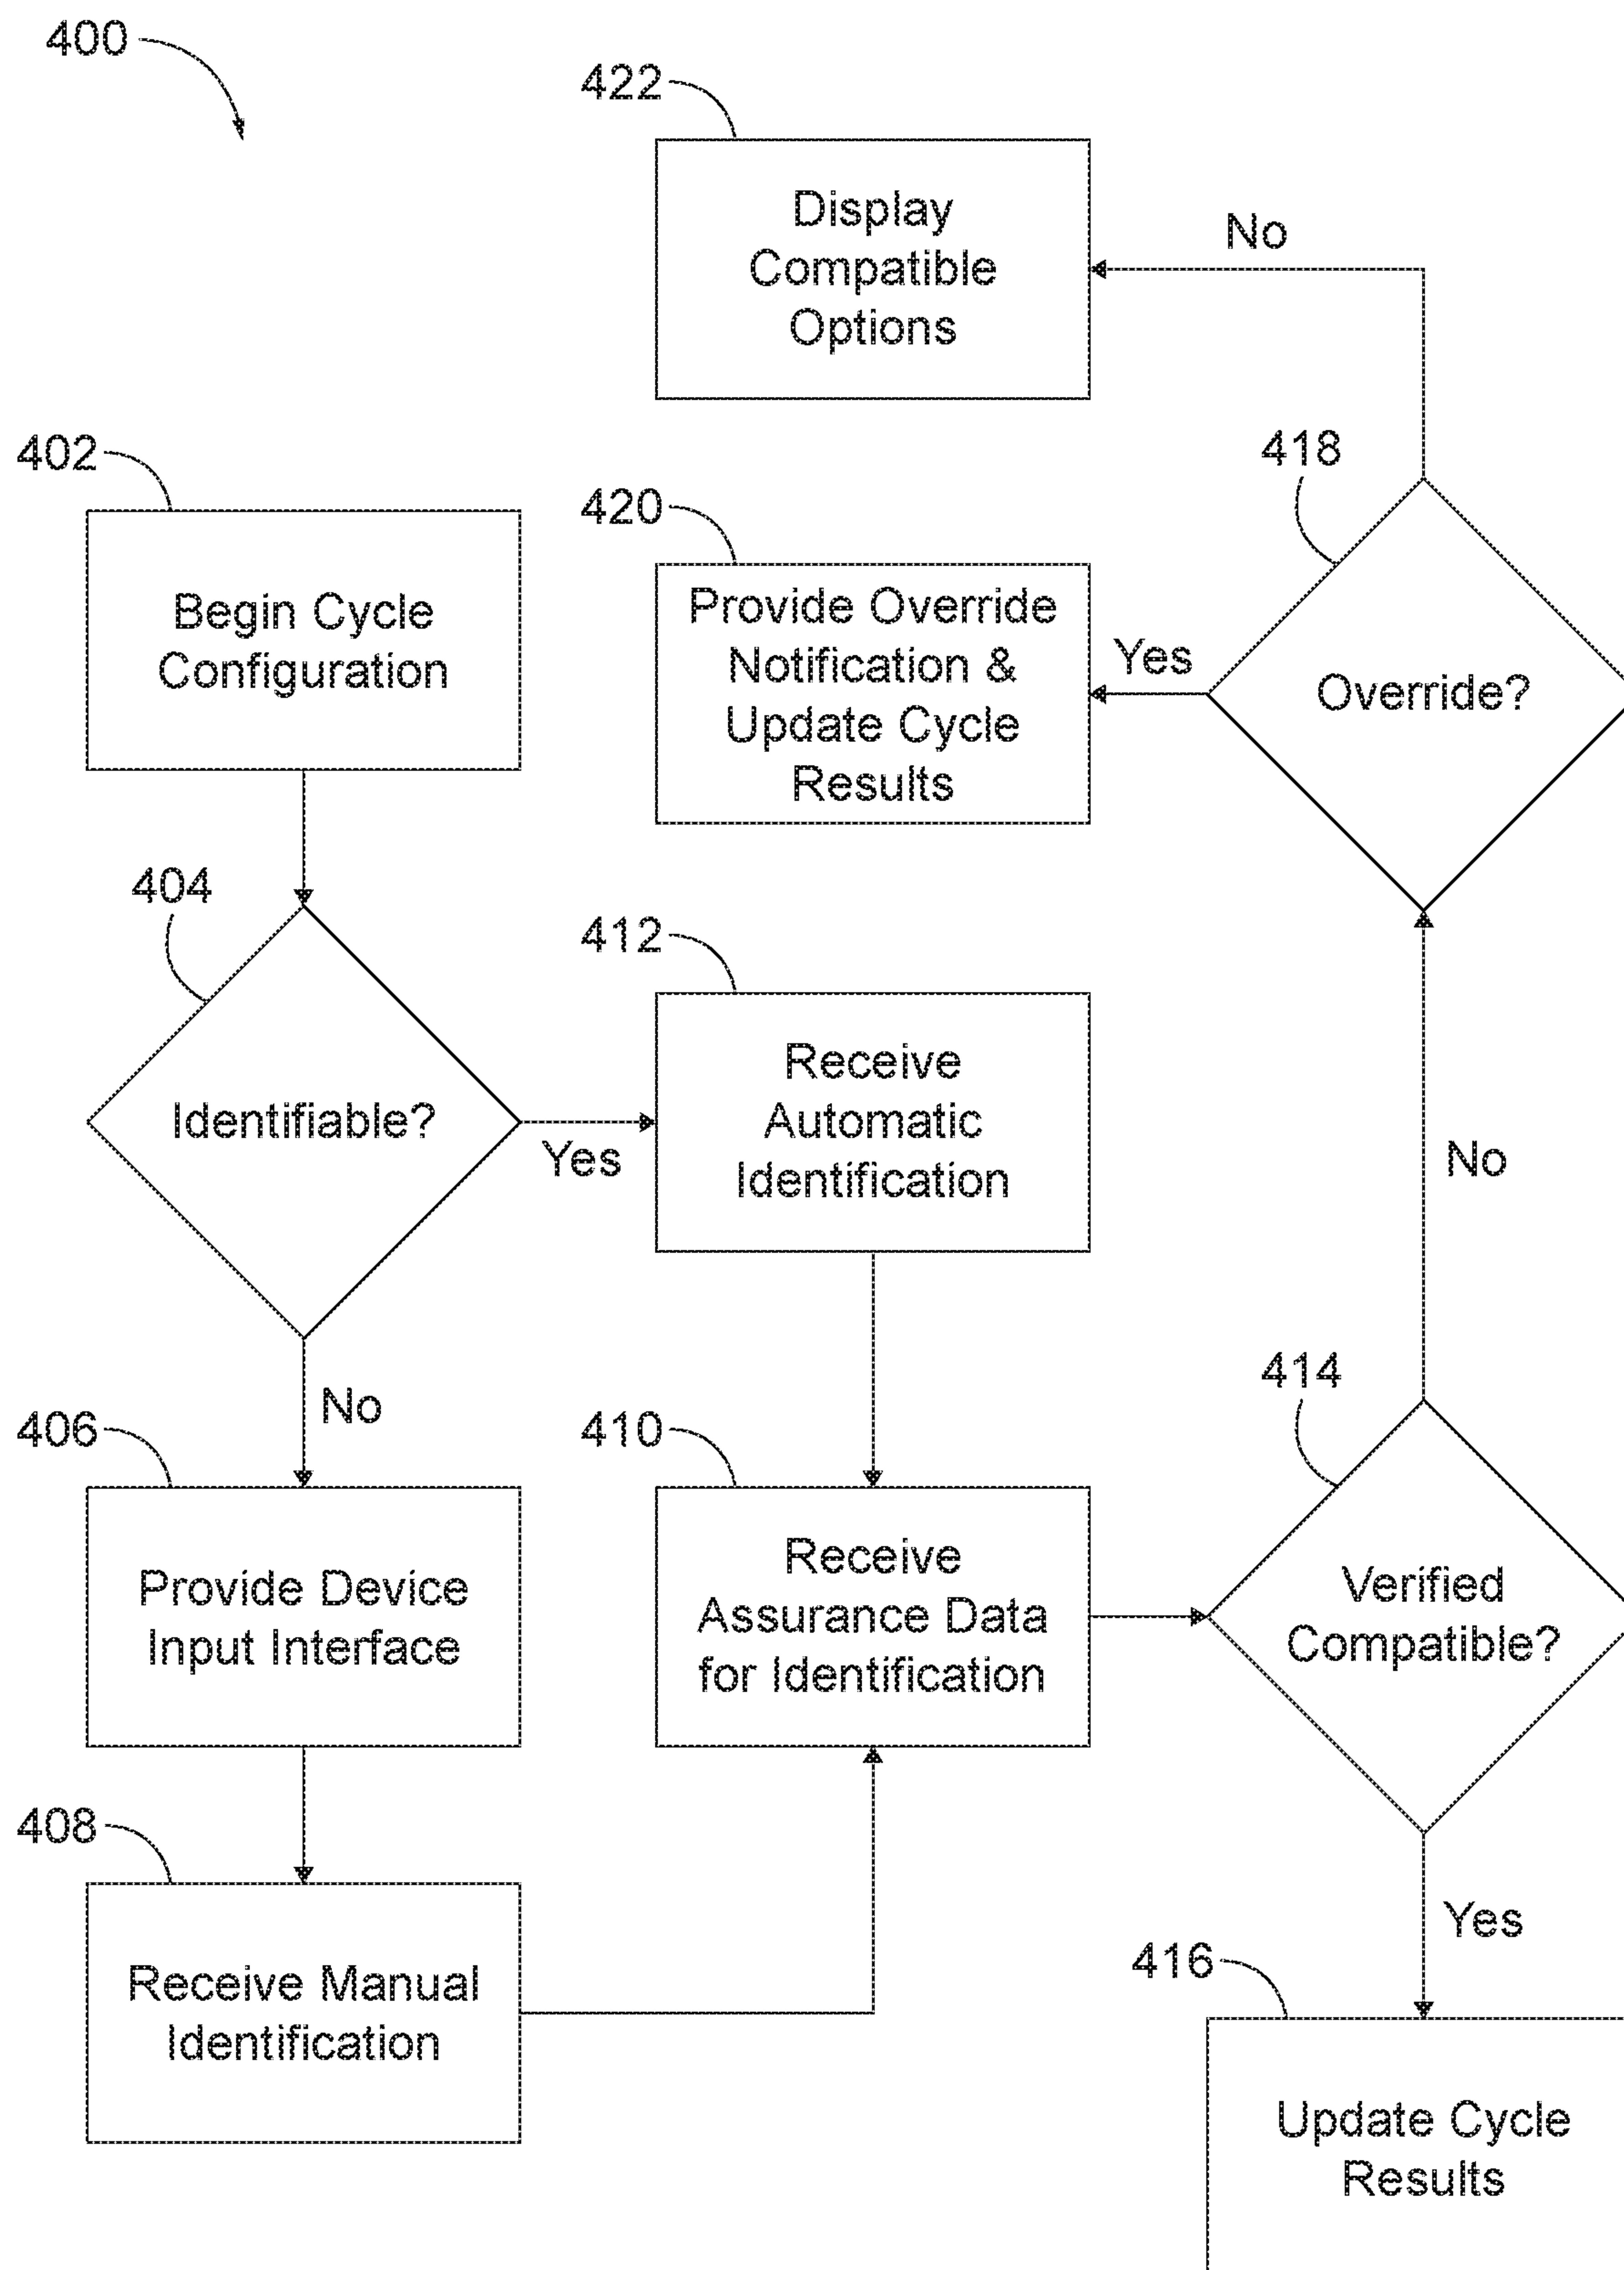 400
422
Display
Compatible
Options
No
402
Begin Cycle
Configuration
420
Provide Override
Notification &
Update Cycle
Results
Yes
418
Override?
404
Identifiable?
Yes
No
412
Receive
Automatic
Identification
406
Provide Device
Input Interface
410
Receive
Assurance Data
for Identification
No
414
Verified
Compatible?
408
Receive Manual
Identification
Yes
416
Update Cycle
Results